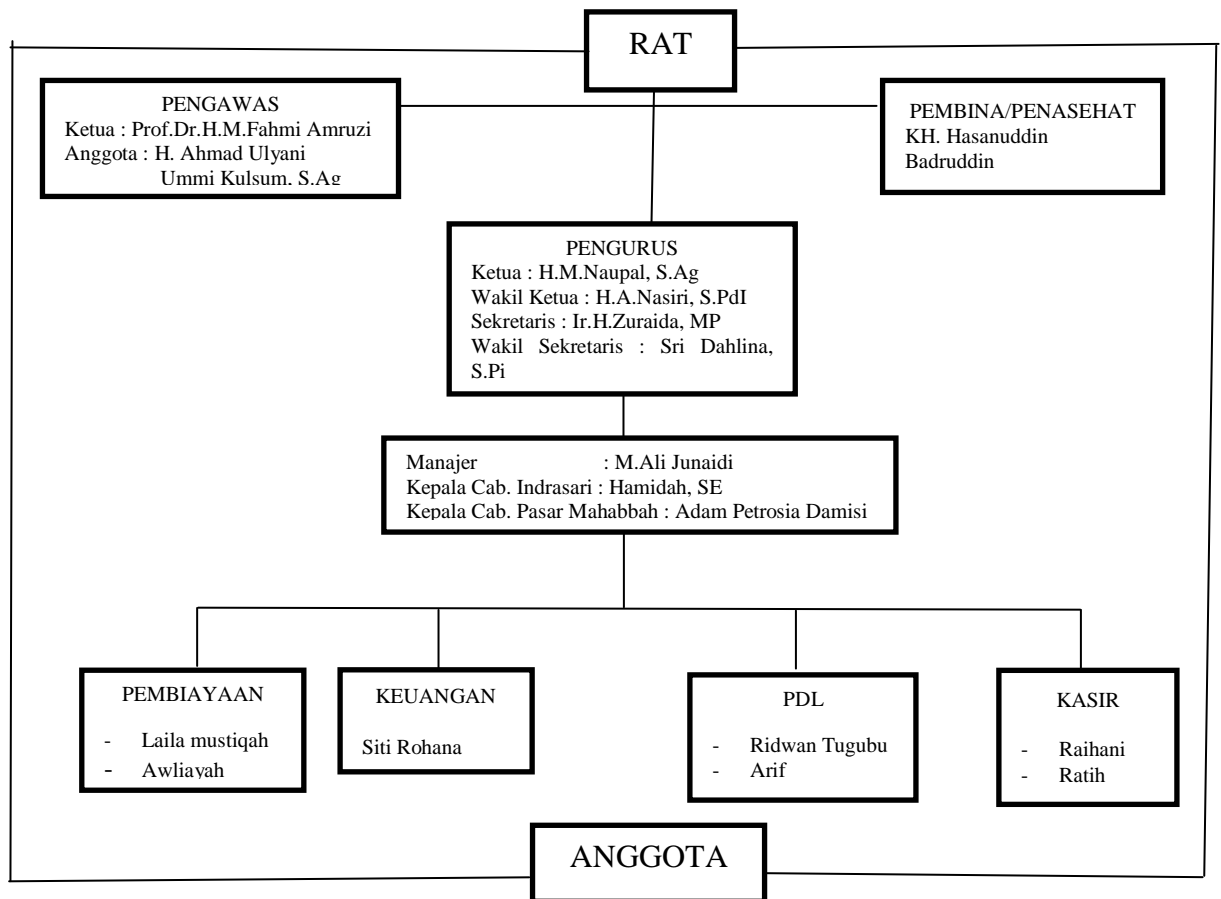 RAT
PENGAWAS
Ketua : Prof.Dr.H.M.Fahmi Amruzi
Anggota : H. Ahmad Ulyani
Ummi Kulsum, S.Ag
PEMBINA/PENASEHAT
KH. Hasanuddin
Badruddin
PENGURUS
Ketua : H.M.Naupal, S.Ag
Wakil Ketua : H.A.Nasiri, S.PdI
Sekretaris : Ir.H.Zuraida, MP
Wakil Sekretaris : Sri Dahlina,
S.Pi
Manajer : M.Ali Junaidi
Kepala Cab. Indrasari : Hamidah, SE
Kepala Cab. Pasar Mahabbah : Adam Petrosia Damisi
PEMBIAYAAN
- Laila mustiqah
- Awliayah
KEUANGAN
Siti Rohana
PDL
- Ridwan Tugubu
- Arif
KASIR
- Raihani
- Ratih
ANGGOTA